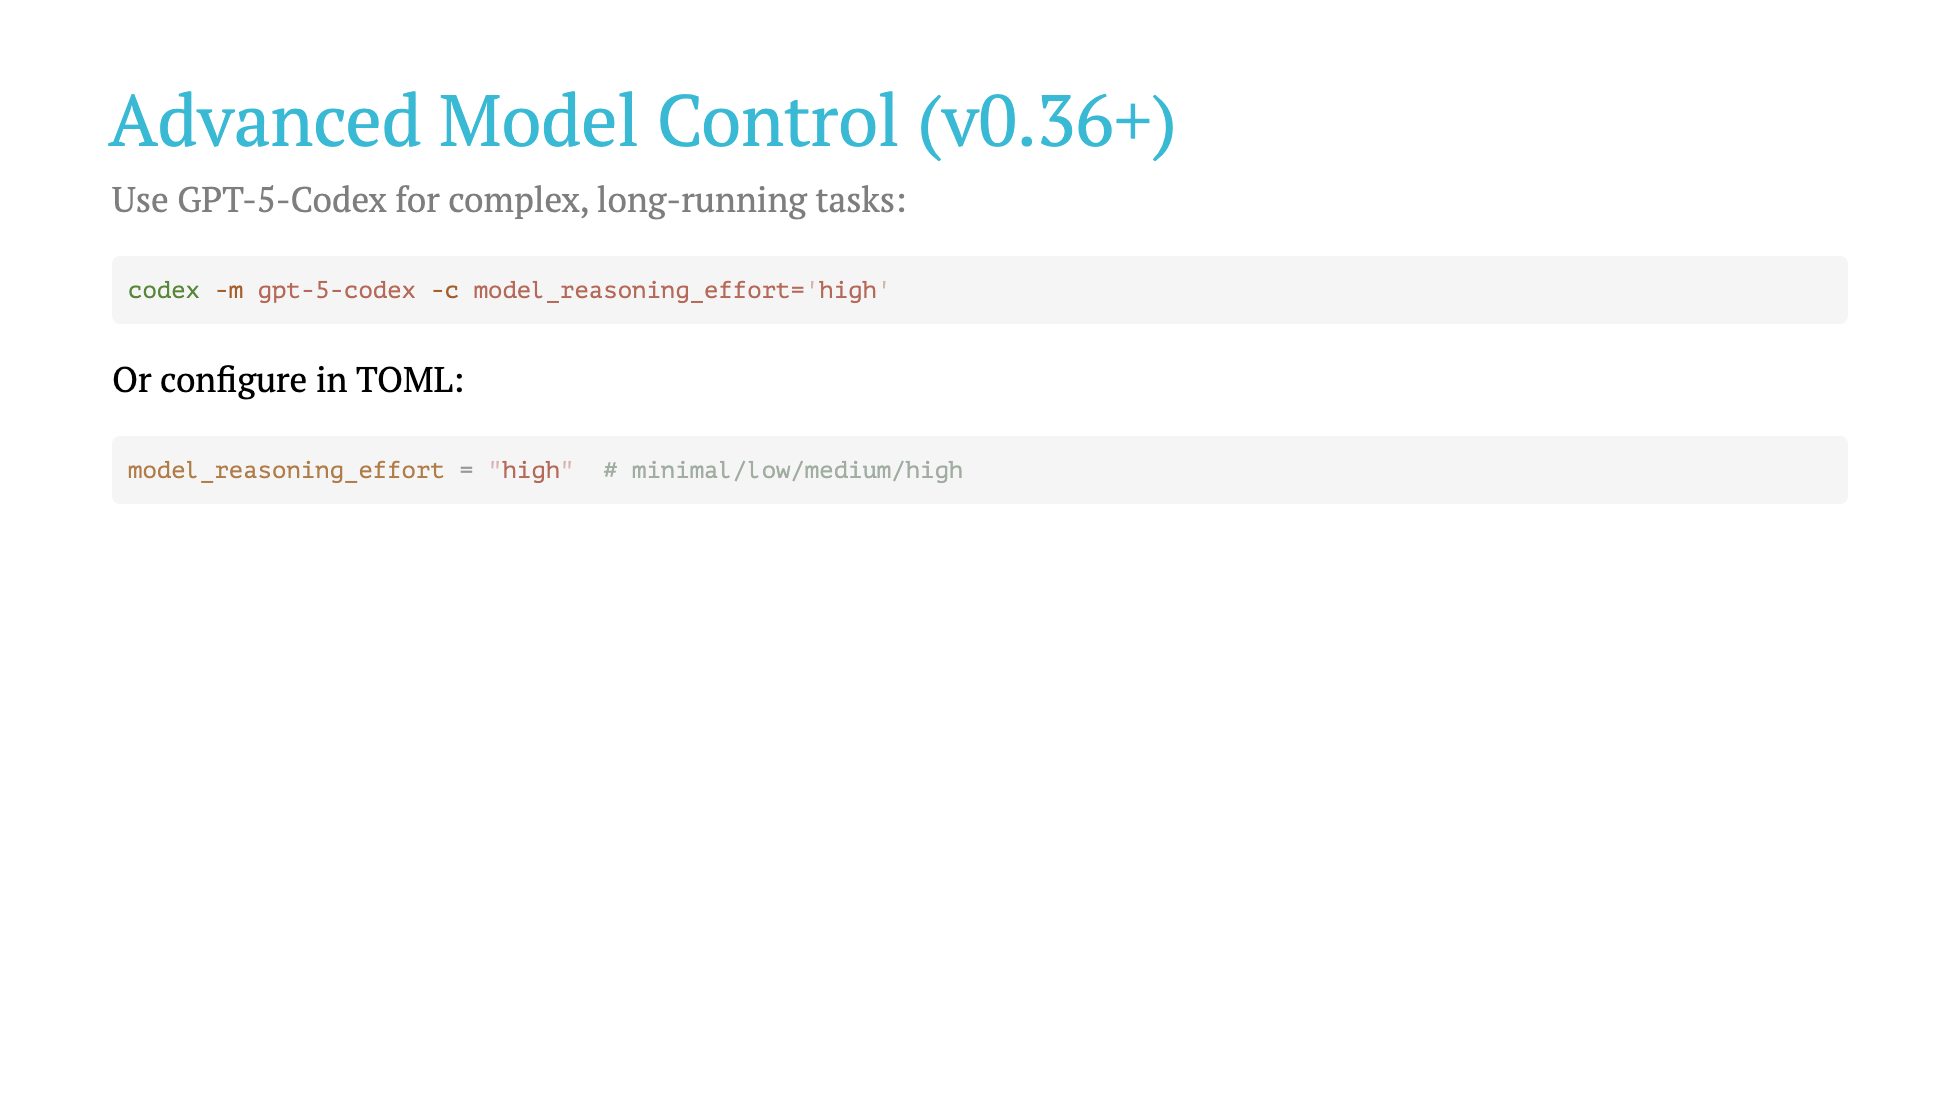 Advanced Model Control (v0.36+)
Use GPT-5-Codex for complex, long-running tasks:
codex -m gpt-5-codex -c model_reasoning_effort='high'
Or configure in TOML:
model_reasoning_effort = "high"  # minimal/low/medium/high